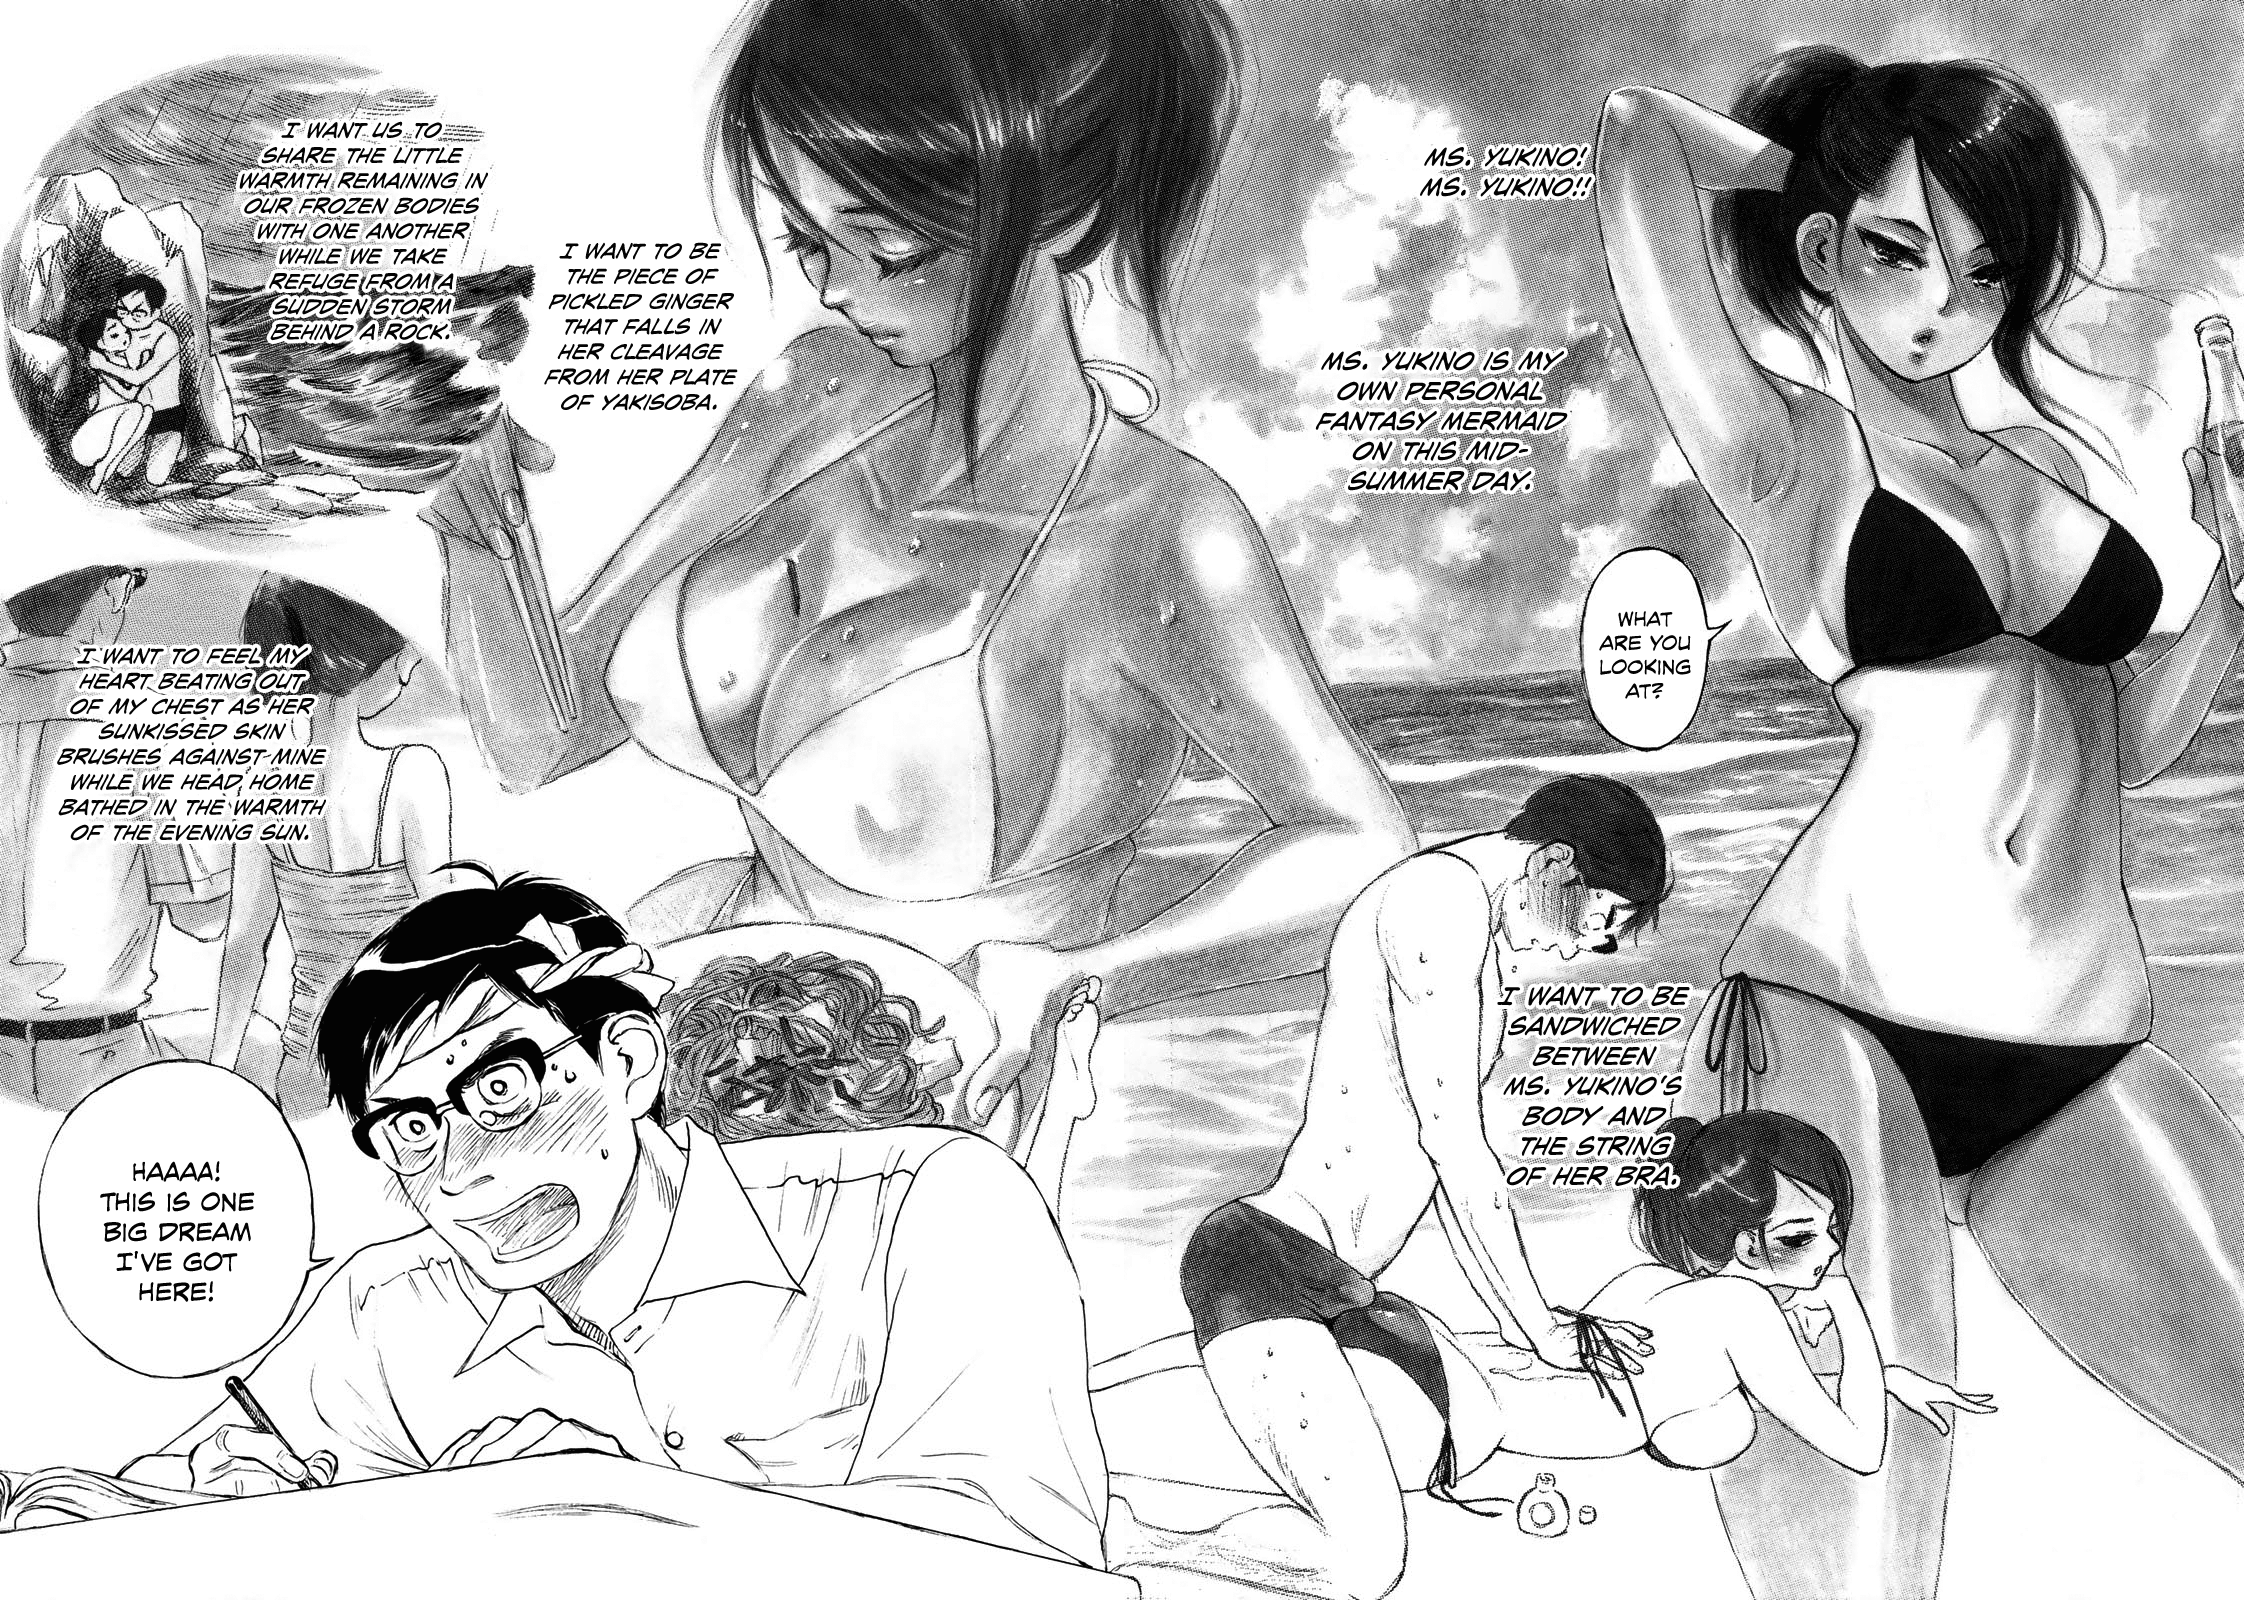 MS. YUKINO!
MS. YUKINO!!
MS. YUKINO IS MY
OWN PERSONAL
FANTASY MERMAID
ON THIS MID-
SUMMER DAY.
WHAT
ARE YOU
LOOKING
AT?
I WANT TO BE
SANDWICHED
BETWEEN
MS. YUKINO'S
BODY AND
THE STRING
OF HER BRA.
I WANT TO BE
THE PIECE OF
PICKLED GINGER
THAT FALLS IN
HER CLEAVAGE
FROM HER PLATE
OF YAKISOBA.
I WANT US TO
SHARE THE LITTLE
WARMTH REMAINING IN
OUR FROZEN BODIES
WITH ONE ANOTHER
WHILE WE TAKE
REFUGE FROM A
SUDDEN STORM
BEHIND A ROCK.
I WANT TO FEEL MY
HEART BEATING OUT
OF MY CHEST AS HER
SUNKISSED SKIN
BRUSHES AGAINST MINE
WHILE WE HEAD HOME
BATHED IN THE WARMTH
OF THE EVENING SUN.
HAAAA!
THIS IS ONE
BIG DREAM
I'VE GOT
HERE!